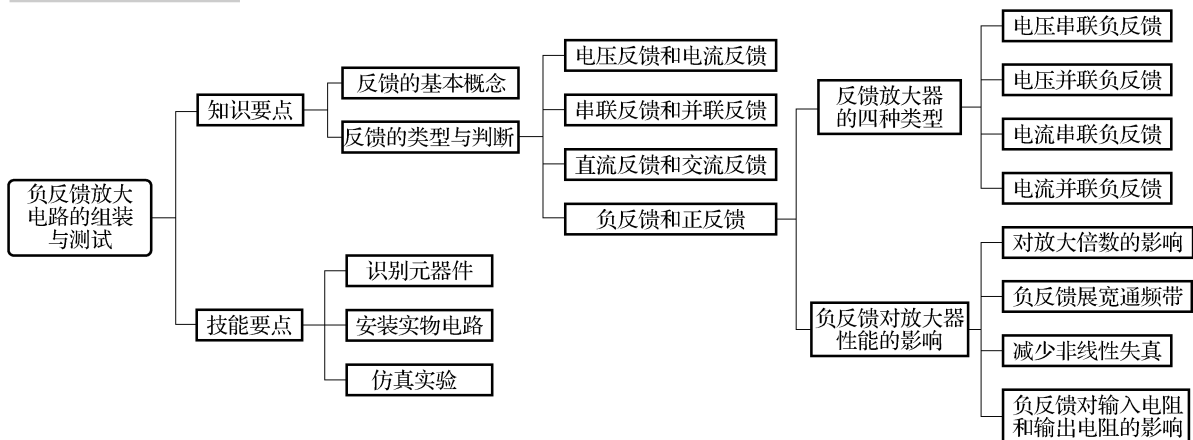 负反馈放大
电路的组装
与测试
知识要点
反馈的基本概念
反馈的类型与判断
电压反馈和电流反馈
串联反馈和并联反馈
直流反馈和交流反馈
负反馈和正反馈
反馈放大器
的四种类型
电压串联负反馈
电压并联负反馈
电流串联负反馈
电流并联负反馈
负反馈对放大器
性能的影响
对放大倍数的影响
负反馈展宽通频带
减少非线性失真
负反馈对输入电阻
和输出电阻的影响
技能要点
识别元器件
安装实物电路
仿真实验